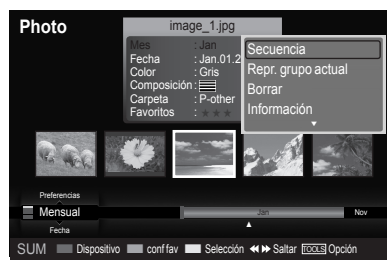 Photo
image_1.jpg
Mes : Jan
Fecha : Jan.01.2
Color : Gris
Composición :
Carpeta : P-other
Favoritos : ★★★
Secuencia
Repr. grupo actual
Borrar
Información
Preferencias
Mensual
Fecha
Jan
Nov
SUM Dispositivo conf fav Selección Saltar TOOLS Opción